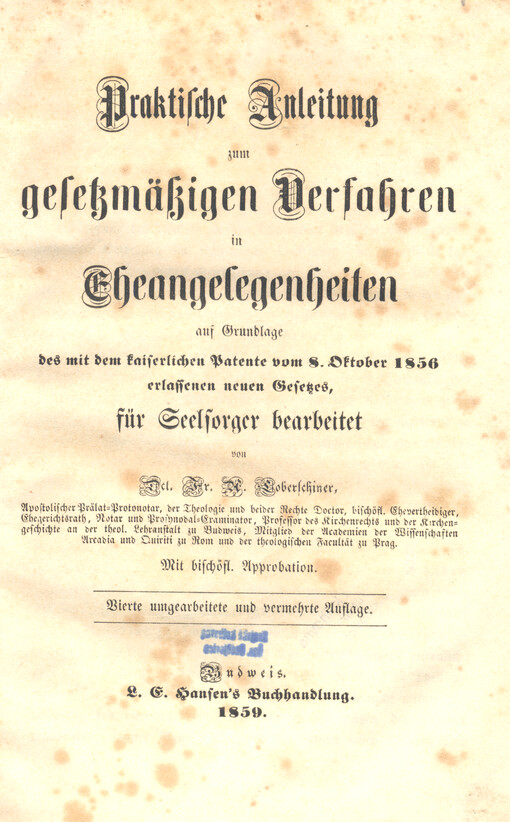 Praktiſche Anleitung
zum
geſetzmäßigen Verfahren
in
Eheangelegenheiten
auf Grundlage
des mit dem kaiſerlichen Patente vom 8. Oktober 1856
erlaſſenen neuen Geſetzes,
für Seelſorger bearbeitet
von
Fr. Loberſchiner,
Apoſtoliſcher Prälat=Protonotar, der Theologie und beider Rechte Doctor, biſchöfl. Ehevertheidiger,
Ehegerichtsrath, Notar und Proſynodal=Examinator, Profeſſor des Kirchenrechts und der Kirchen-
geſchichte an der theol. Lehranſtalt zu Budweis, Mitglied der Academien der Wiſſenſchaften
Arcadia und Quiriti zu Rom und der theologiſchen Facultät zu Prag.
Mit biſchöfl. Approbation.
Vierte umgearbeitete und vermehrte Auflage.
Budweis.
L. E. Hanſen's Buchhandlung.
1859.